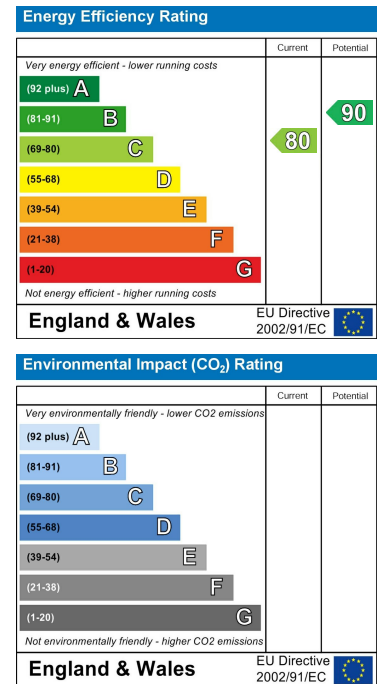 Energy Efficiency Rating
Current Potential
Very energy efficient - lower running costs
(92 plus) A
(81-91) B
(69-80) C
(55-68) D
(39-54) E
(21-38) F
(1-20) G
80
90
Not energy efficient - higher running costs
England & Wales
EU Directive
2002/91/EC
Environmental Impact (CO₂) Rating
Current Potential
Very environmentally friendly - lower CO2 emissions
(92 plus) A
(81-91) B
(69-80) C
(55-68) D
(39-54) E
(21-38) F
(1-20) G
Not environmentally friendly - higher CO2 emissions
England & Wales
EU Directive
2002/91/EC